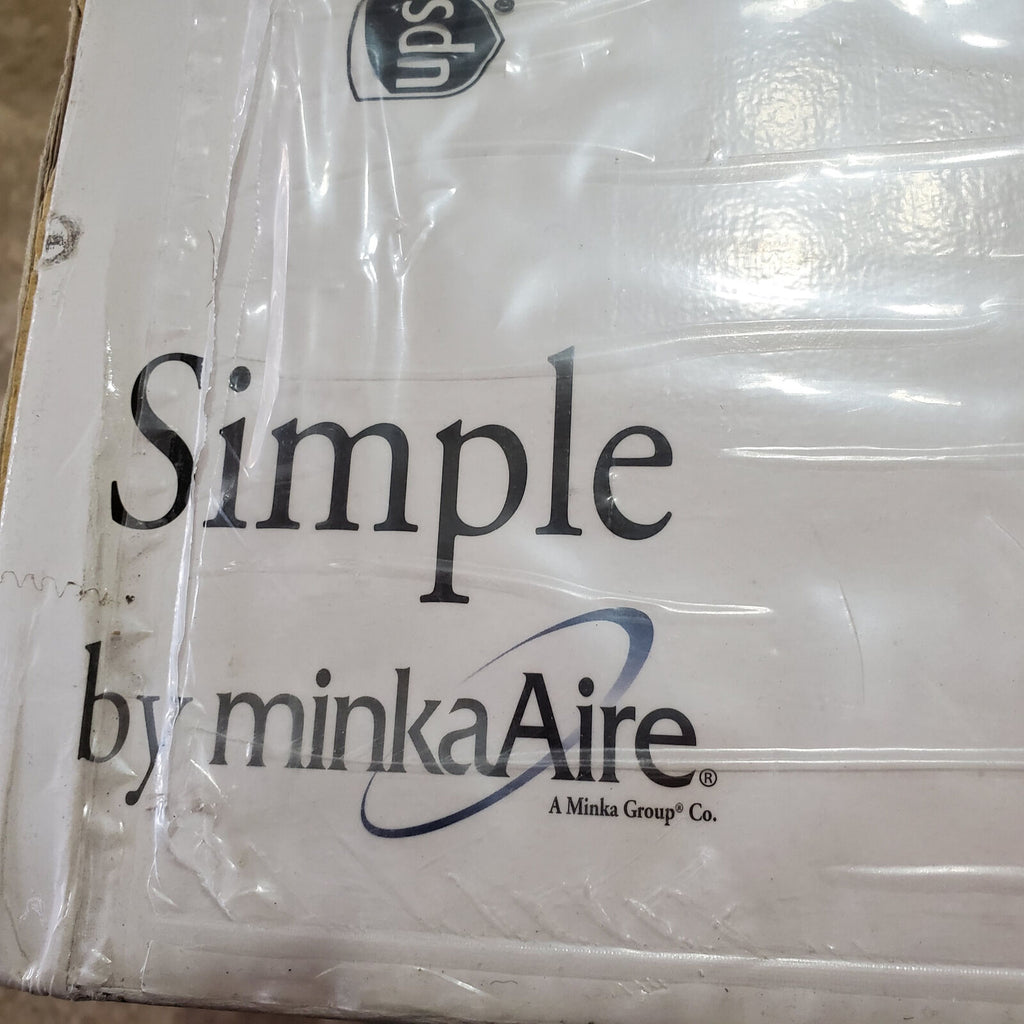 ups
Simple
by minkaAire®
A Minka Group® Co.